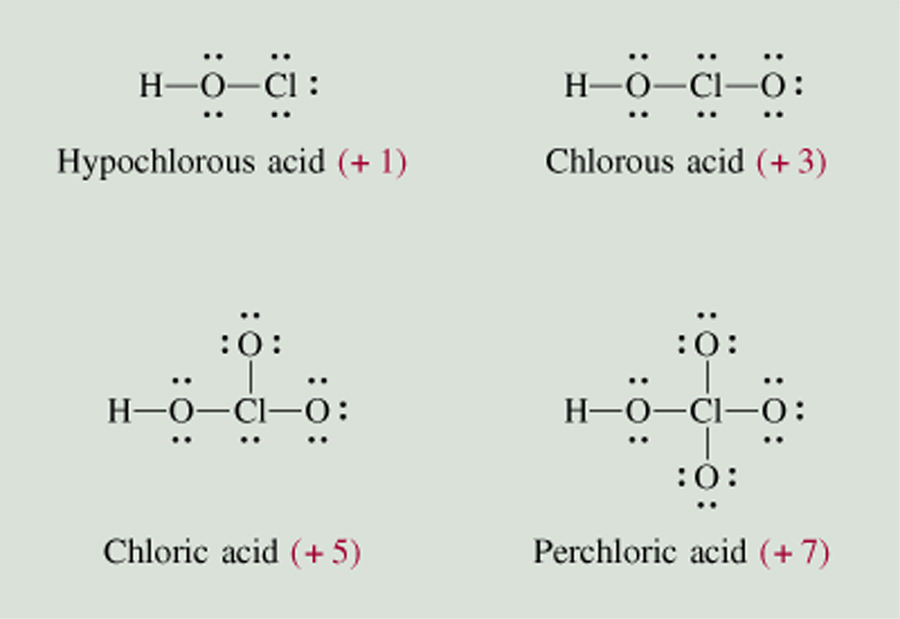 H—O—Cl
Hypochlorous acid (+ 1)
H—O—Cl—O
Chlorous acid (+ 3)
O
H—O—Cl—O
Chloric acid (+ 5)
O
H—O—Cl—O
O
Perchloric acid (+ 7)